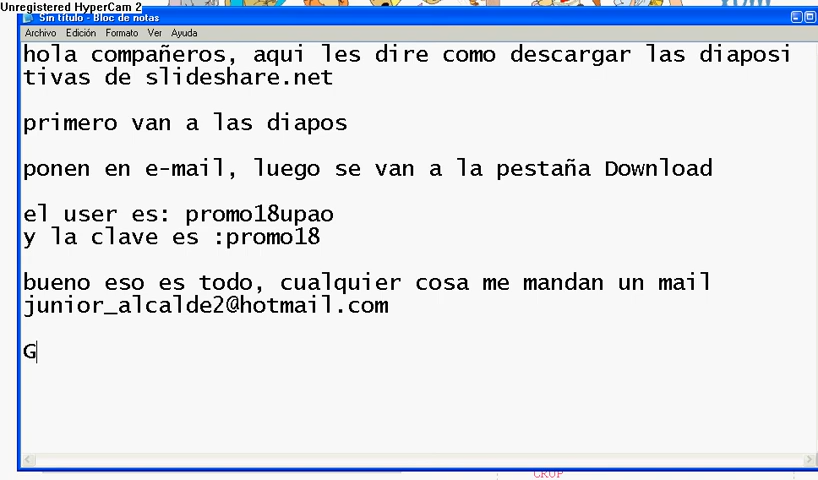 Unregistered HyperCam 2
Sin título - Bloc de notas
Archivo Edición Formato Ver Ayuda
hola compañeros, aqui les dire como descargar las diaposi
tivas de slideshare.net
primero van a las diapos
ponen en e-mail, luego se van a la pestaña Download
el user es: promo18upao
y la clave es :promo18
bueno eso es todo, cualquier cosa me mandan un mail
junior_alcalde2@hotmail.com
G